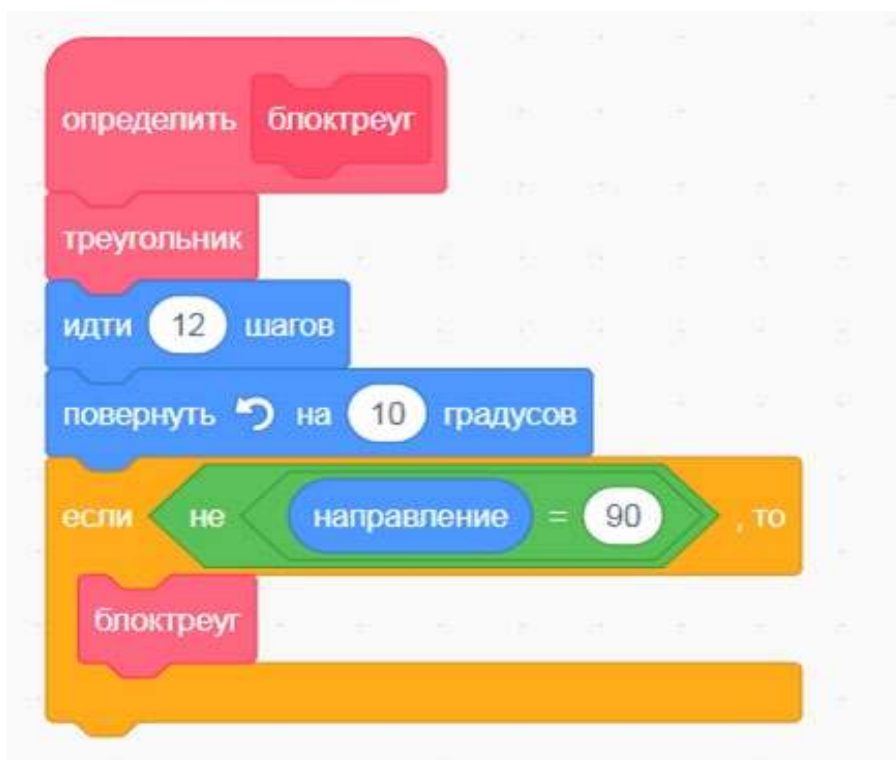 определить блоктреуг
треугольник
идти 12 шагов
повернуть на 10 градусов
если не направление = 90 , то
блоктреуг